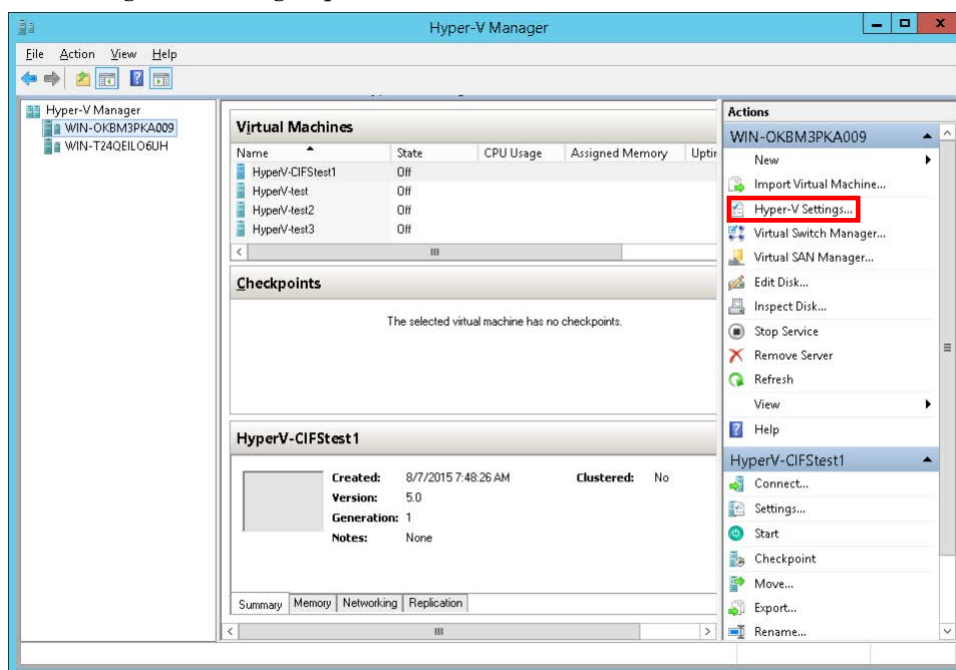 Hyper-V Manager
File Action View Help
Hyper-V Manager
WIN-OKBM3PKA009
WIN-T24QEILO6UH
Virtual Machines
Name State CPU Usage Assigned Memory Uptir
HyperV-CIFStest1 Off
HyperV-test Off
HyperV-test2 Off
HyperV-test3 Off
Checkpoints
The selected virtual machine has no checkpoints.
HyperV-CIFStest1
Created: 8/7/2015 7:48:26 AM Clustered: No
Version: 5.0
Generation: 1
Notes: None
Summary Memory Networking Replication
Actions
WIN-OKBM3PKA009
New
Import Virtual Machine...
Hyper-V Settings...
Virtual Switch Manager...
Virtual SAN Manager...
Edit Disk...
Inspect Disk...
Stop Service
Remove Server
Refresh
View
Help
HyperV-CIFStest1
Connect...
Settings...
Start
Checkpoint
Move...
Export...
Rename...